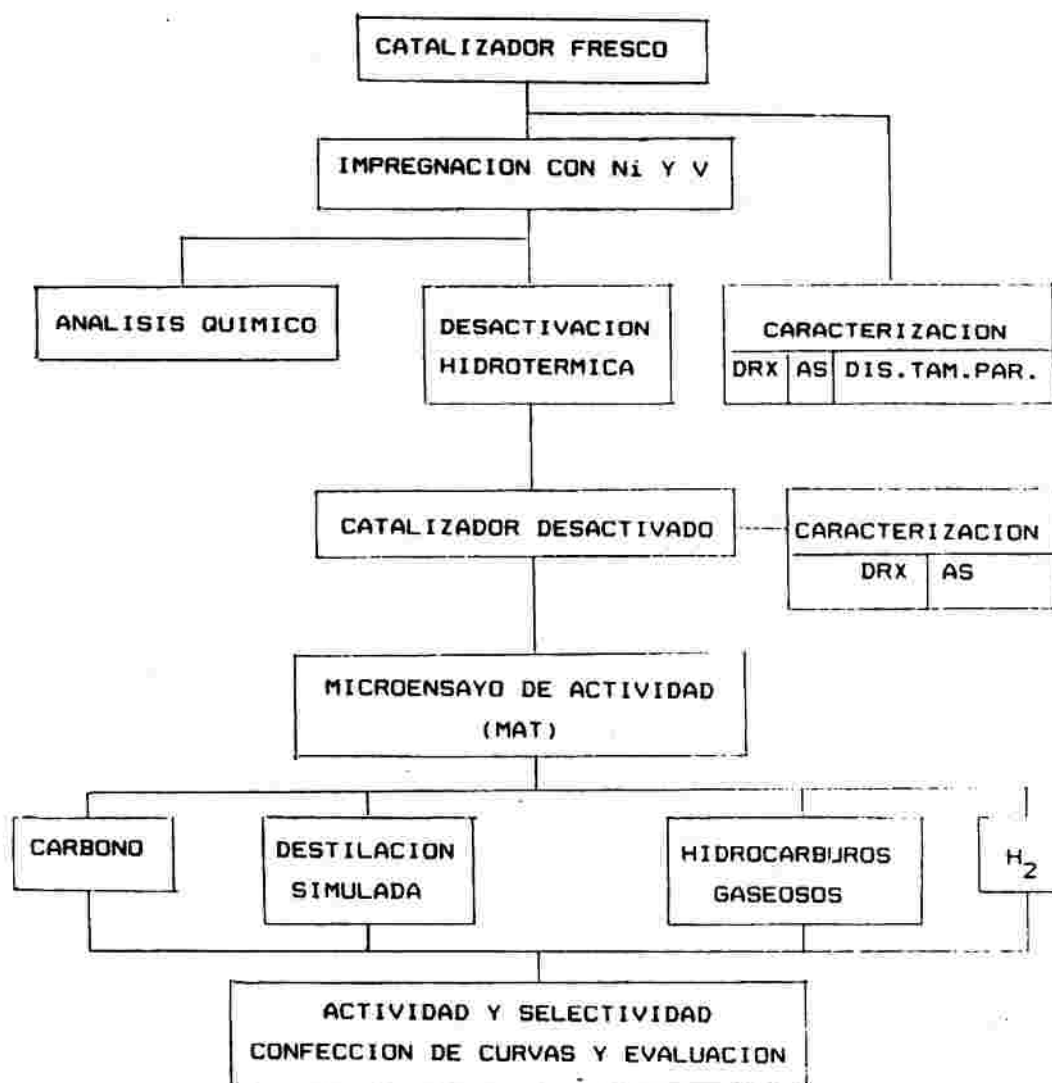 CATALIZADOR FRESCO
IMPREGNACION CON Ni Y V
ANALISIS QUIMICO
DESACTIVACION
HIDROTERMICA
CARACTERIZACION
DRX AS DIS.TAM.PAR.
CATALIZADOR DESACTIVADO
CARACTERIZACION
DRX AS
MICROENSAYO DE ACTIVIDAD
(MAT)
CARBONO
DESTILACION
SIMULADA
HIDROCARBUROS
GASEOSOS
H2
ACTIVIDAD Y SELECTIVIDAD
CONFECCION DE CURVAS Y EVALUACION